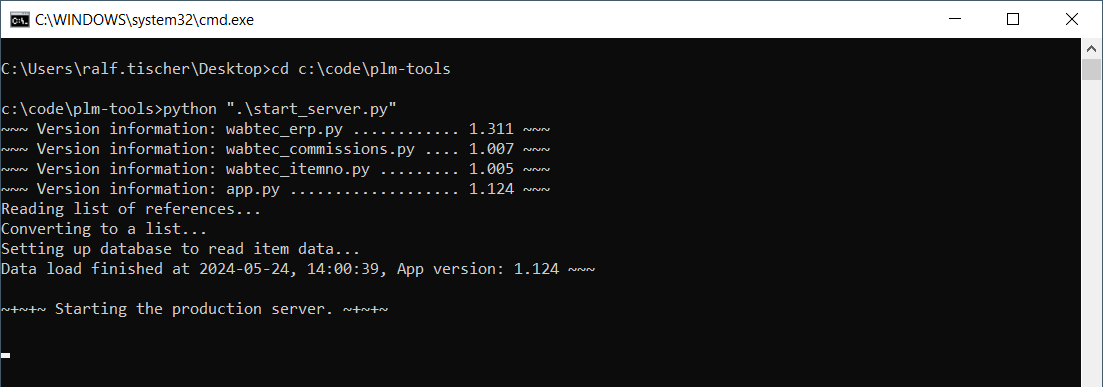 C:\WINDOWS\system32\cmd.exe
C:\Users\ralf.tischer\Desktop>cd c:\code\plm-tools
c:\code\plm-tools>python ".\start_server.py"
~~~ Version information: wabtec_erp.py ............ 1.311 ~~~
~~~ Version information: wabtec_commissions.py .... 1.007 ~~~
~~~ Version information: wabtec_itemno.py ......... 1.005 ~~~
~~~ Version information: app.py ................... 1.124 ~~~
Reading list of references...
Converting to a list...
Setting up database to read item data...
Data load finished at 2024-05-24, 14:00:39, App version: 1.124 ~~~
~+~+~ Starting the production server. ~+~+~